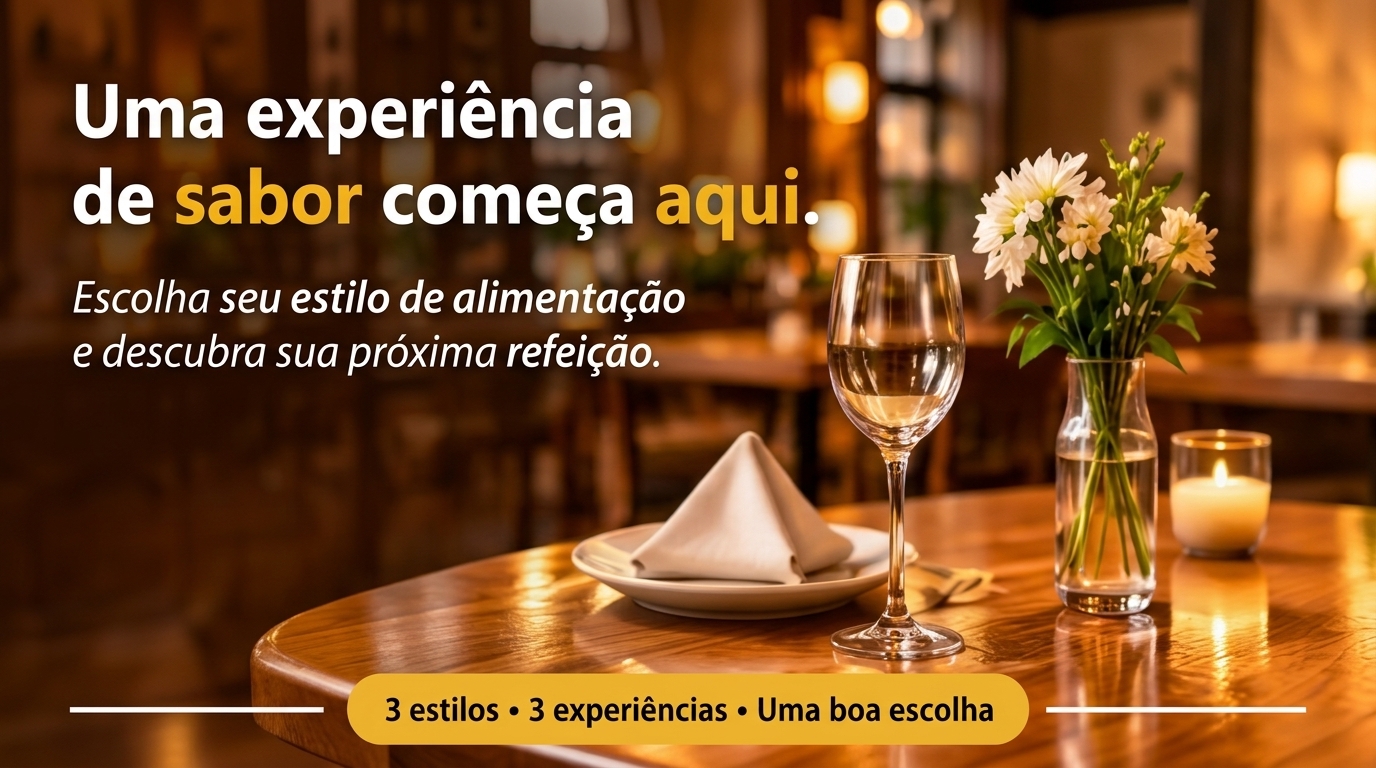 Uma experiência
de sabor começa aqui.
Escolha seu estilo de alimentação
e descubra sua próxima refeição.
3 estilos • 3 experiências • Uma boa escolha